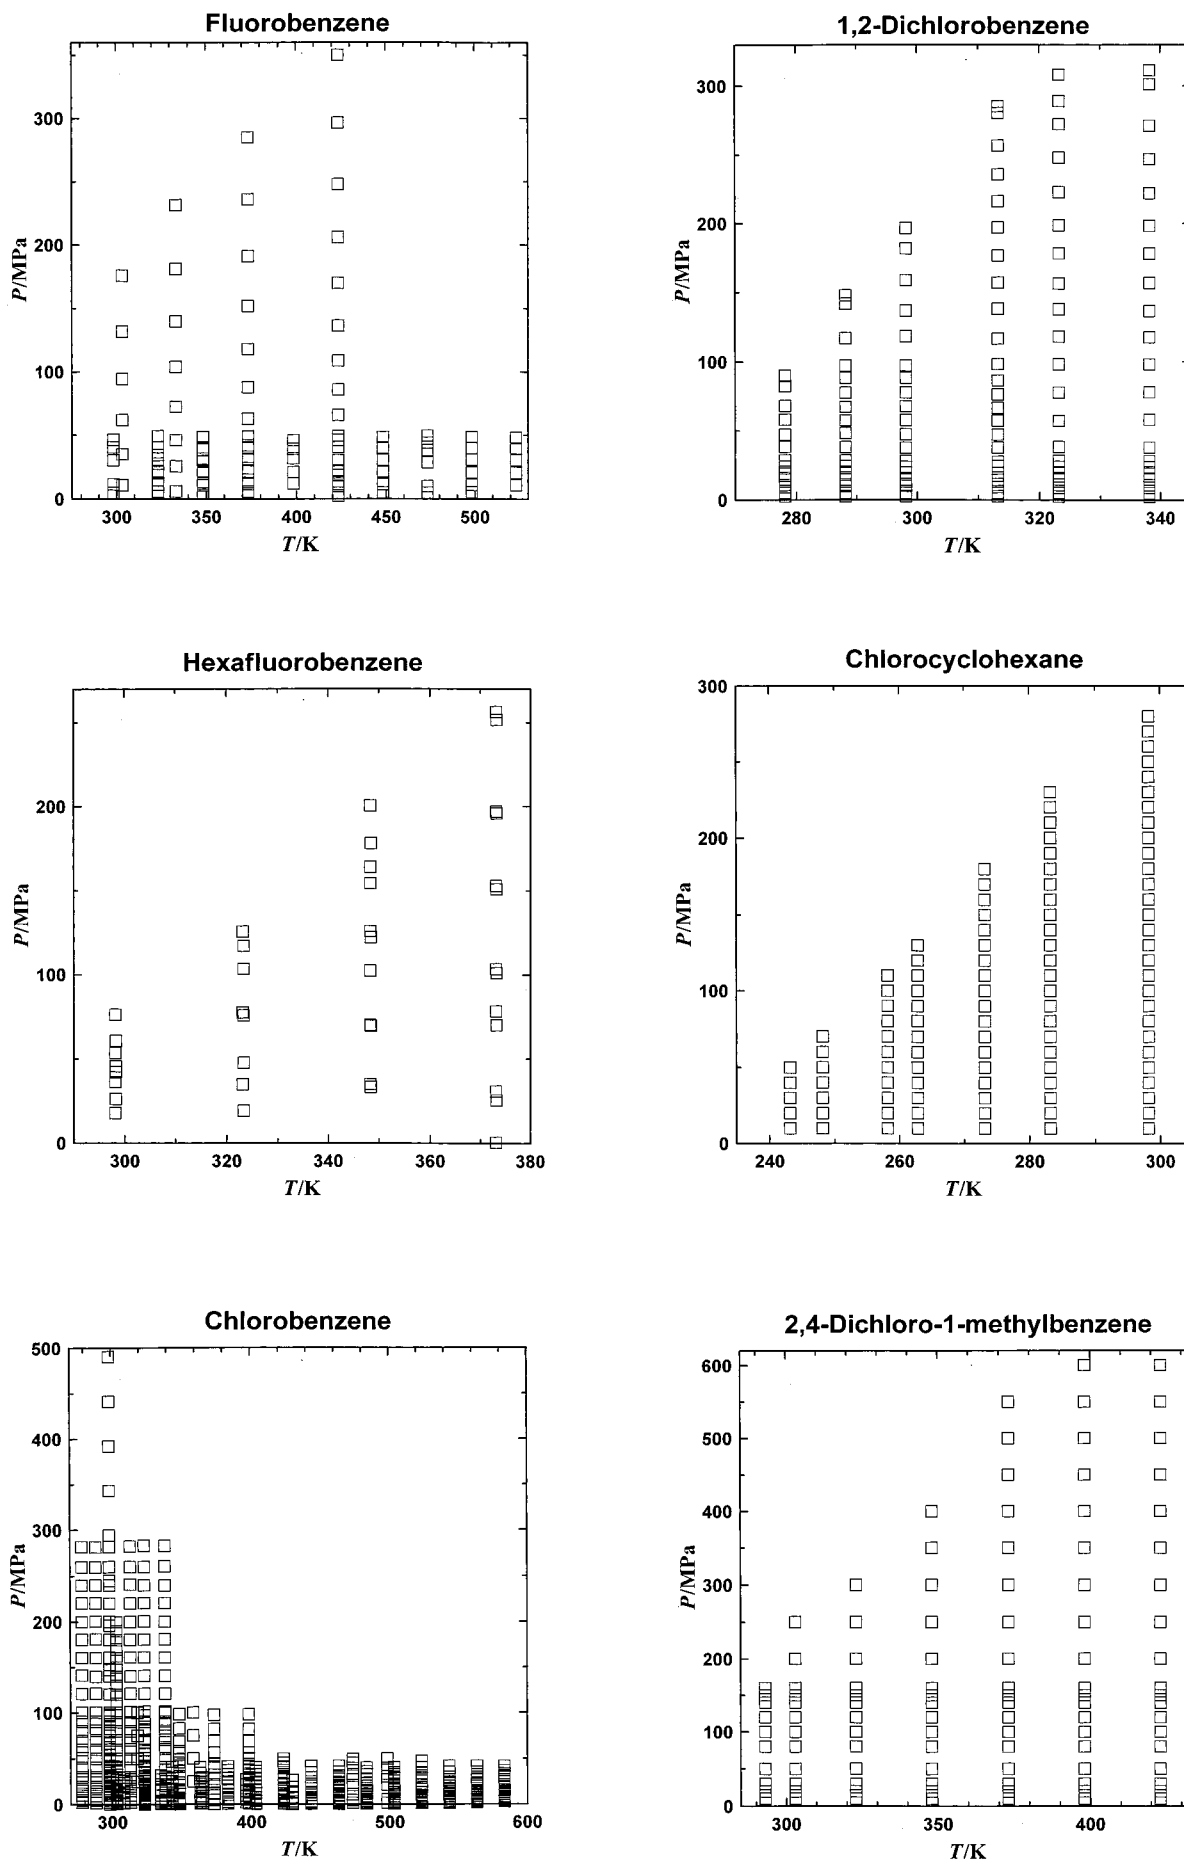 Fluorobenzene
300
200
100
0
P/MPa
300 350 400 450 500
T/K
1,2-Dichlorobenzene
300
200
100
0
P/MPa
280 300 320 340
T/K
Hexafluorobenzene
200
100
0
P/MPa
300 320 340 360 380
T/K
Chlorocyclohexane
300
200
100
0
P/MPa
240 260 280 300
T/K
Chlorobenzene
500
400
300
200
100
0
P/MPa
300 400 500 600
T/K
2,4-Dichloro-1-methylbenzene
600
500
400
300
200
100
0
P/MPa
300 350 400
T/K